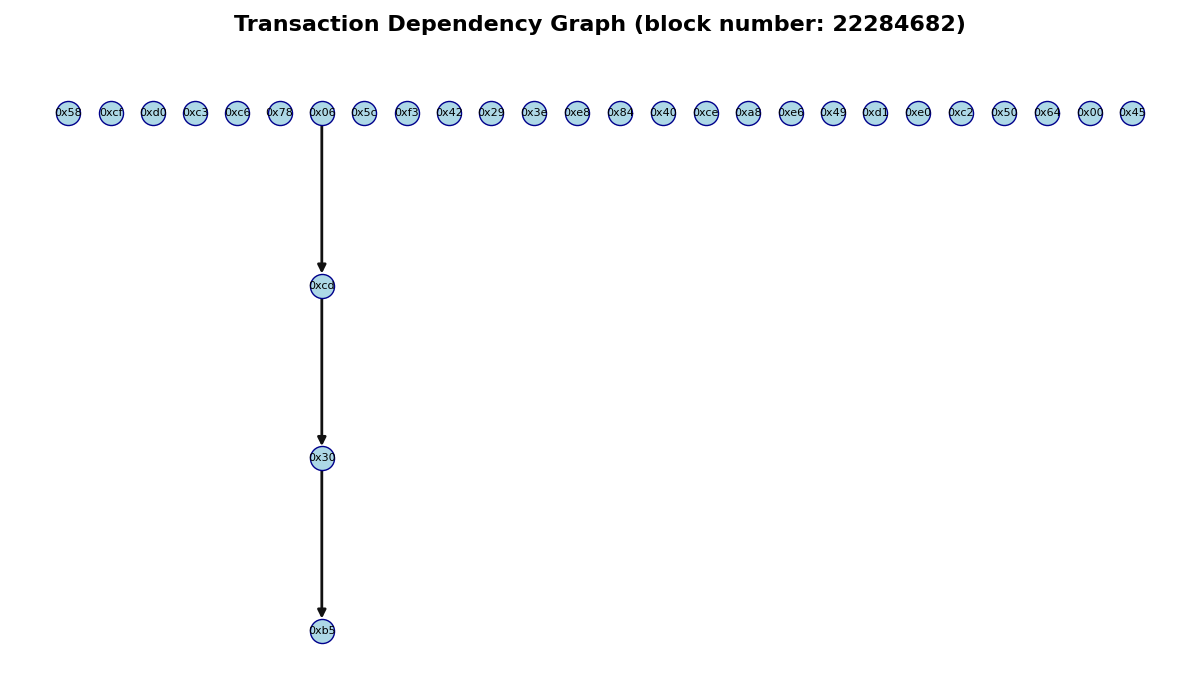 Transaction Dependency Graph (block number: 22284682)
0x58 0xcf 0xd0 0xc3 0xc6 0x78 0x06 0x5c 0xf3 0x42 0x29 0x3e 0xe8 0x84 0x40 0xce 0xa8 0xe6 0x49 0xd1 0xe0 0xc2 0x50 0x64 0x00 0x45
0x30
0xb5